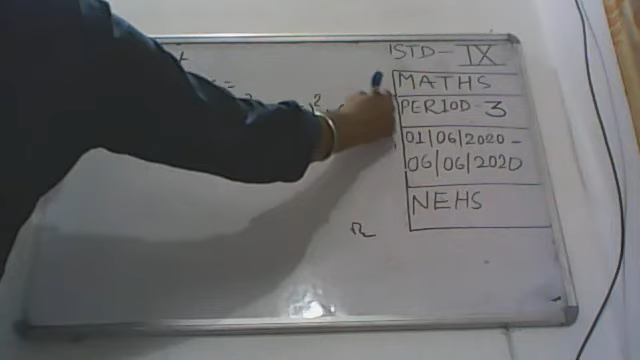 STD - IX
MATHS
PERIOD - 3
01/06/2020 -
06/06/2020
NEHS